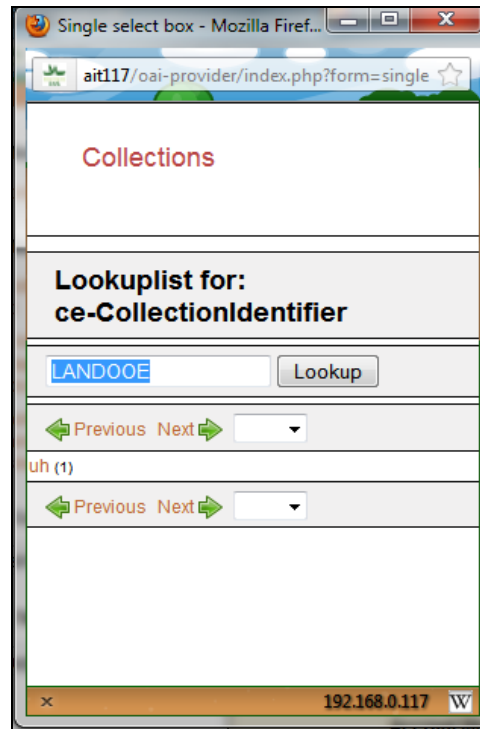 Single select box - Mozilla Firef...
ait117/oai-provider/index.php?form=single
Collections
Lookuplist for:
ce-CollectionIdentifier
LANDOOE Lookup
Previous Next
uh (1)
Previous Next
x 192.168.0.117 W